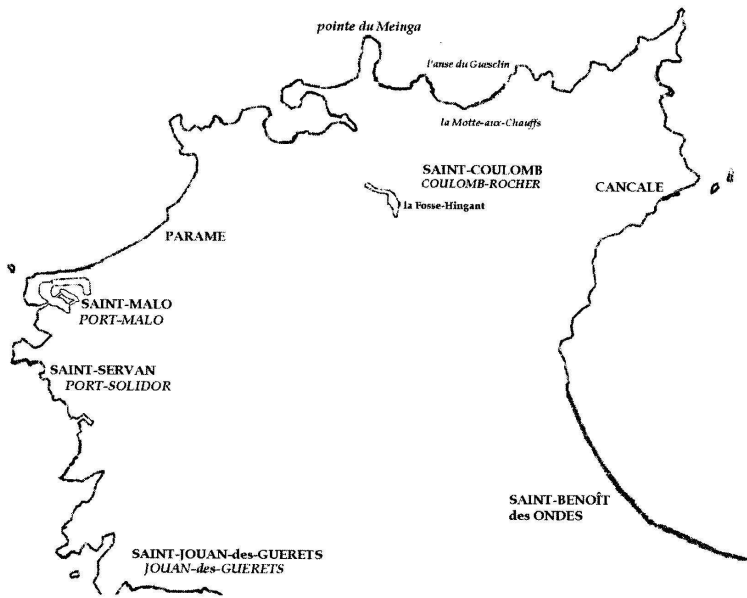 pointe du Meinga
l'anse du Guesclin
la Motte-aux-Chauffs
SAINT-COULOMB
COULOMB-ROCHER
CANCALE
la Fosse-Hingant
PARAME
SAINT-MALO
PORT-MALO
SAINT-SERVAN
PORT-SOLIDOR
SAINT-BENOÎT
des ONDES
SAINT-JOUAN-des-GUERETS
JOUAN-des-GUERETS